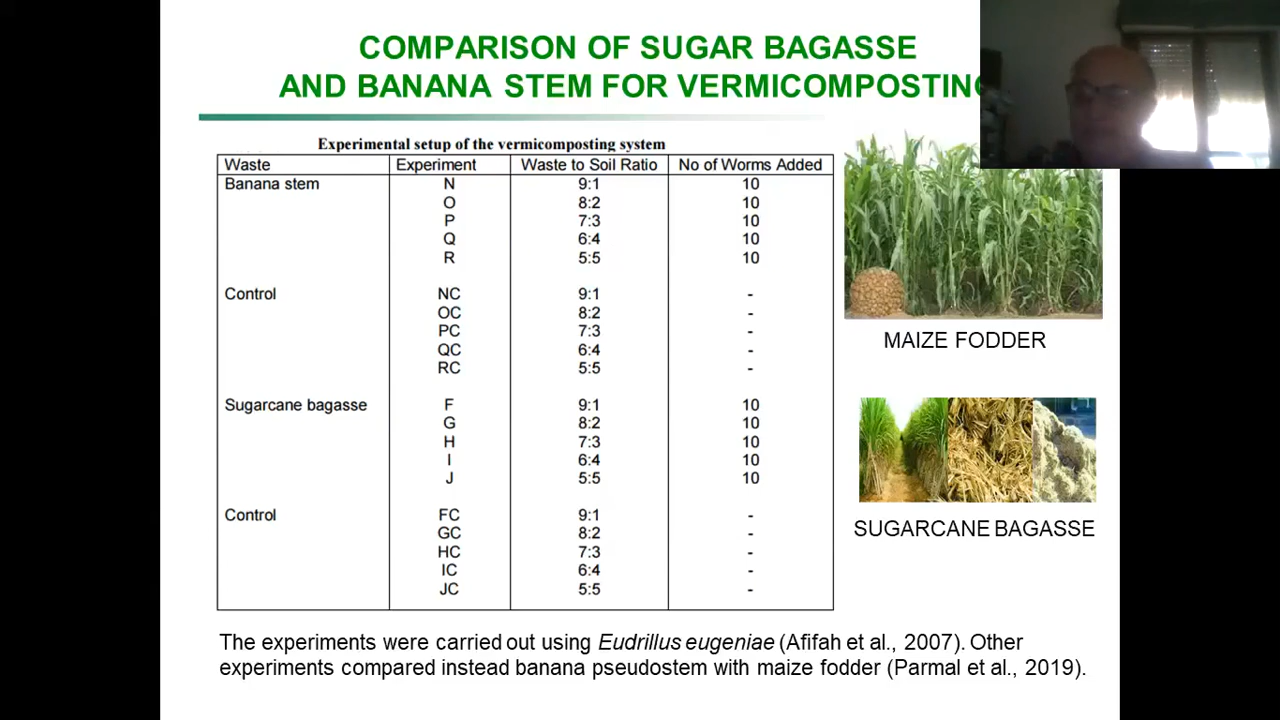 COMPARISON OF SUGAR BAGASSE
AND BANANA STEM FOR VERMICOMPOSTING
Experimental setup of the vermicomposting system
Waste Experiment Waste to Soil Ratio No of Worms Added
Banana stem N 9:1 10
O 8:2 10
P 7:3 10
Q 6:4 10
R 5:5 10
Control NC 9:1 -
OC 8:2 -
PC 7:3 -
QC 6:4 -
RC 5:5 -
Sugarcane bagasse F 9:1 10
G 8:2 10
H 7:3 10
I 6:4 10
J 5:5 10
Control FC 9:1 -
GC 8:2 -
HC 7:3 -
IC 6:4 -
JC 5:5 -
MAIZE FODDER
SUGARCANE BAGASSE
The experiments were carried out using Eudrillus eugeniae (Afifah et al., 2007). Other
experiments compared instead banana pseudostem with maize fodder (Parmal et al., 2019).